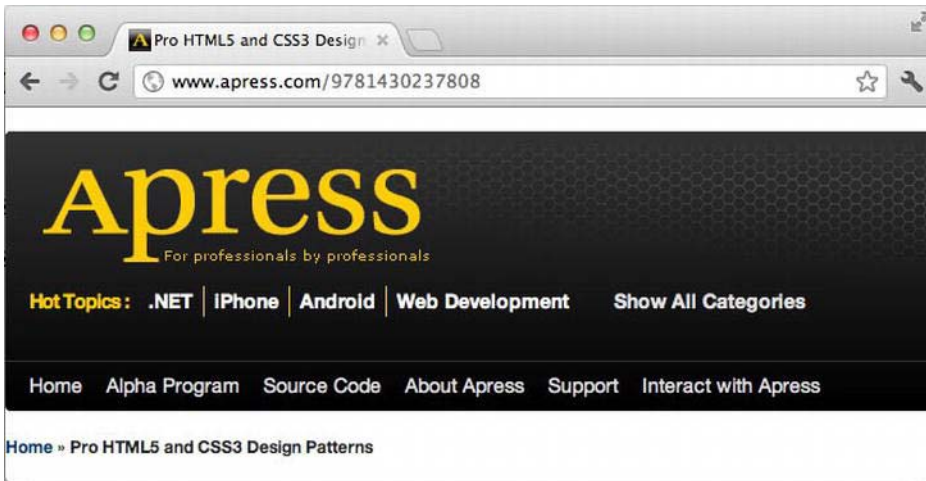 Pro HTML5 and CSS3 Design
www.apress.com/9781430237808
Apress
For professionals by professionals
Hot Topics: .NET iPhone Android Web Development Show All Categories
Home Alpha Program Source Code About Apress Support Interact with Apress
Home » Pro HTML5 and CSS3 Design Patterns